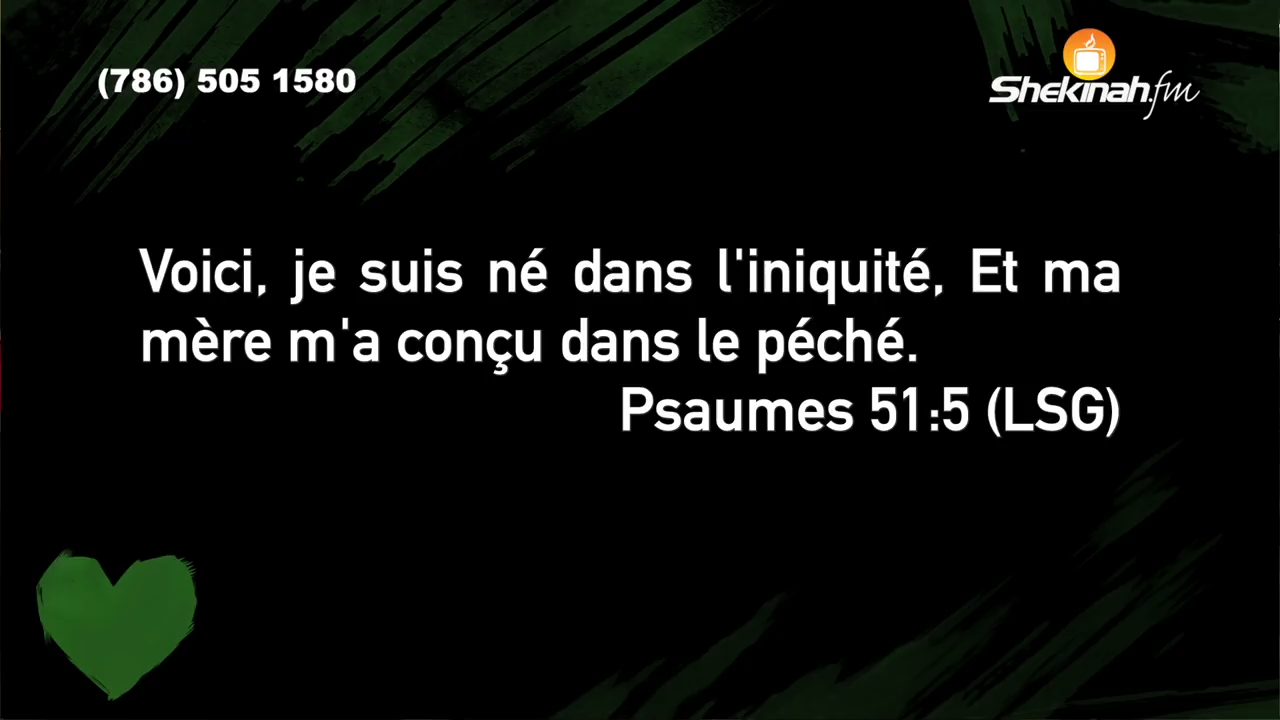 (786) 505 1580
Shekinah.fm
Voici, je suis né dans l'iniquité, Et ma
mère m'a conçu dans le péché.
Psaumes 51:5 (LSG)